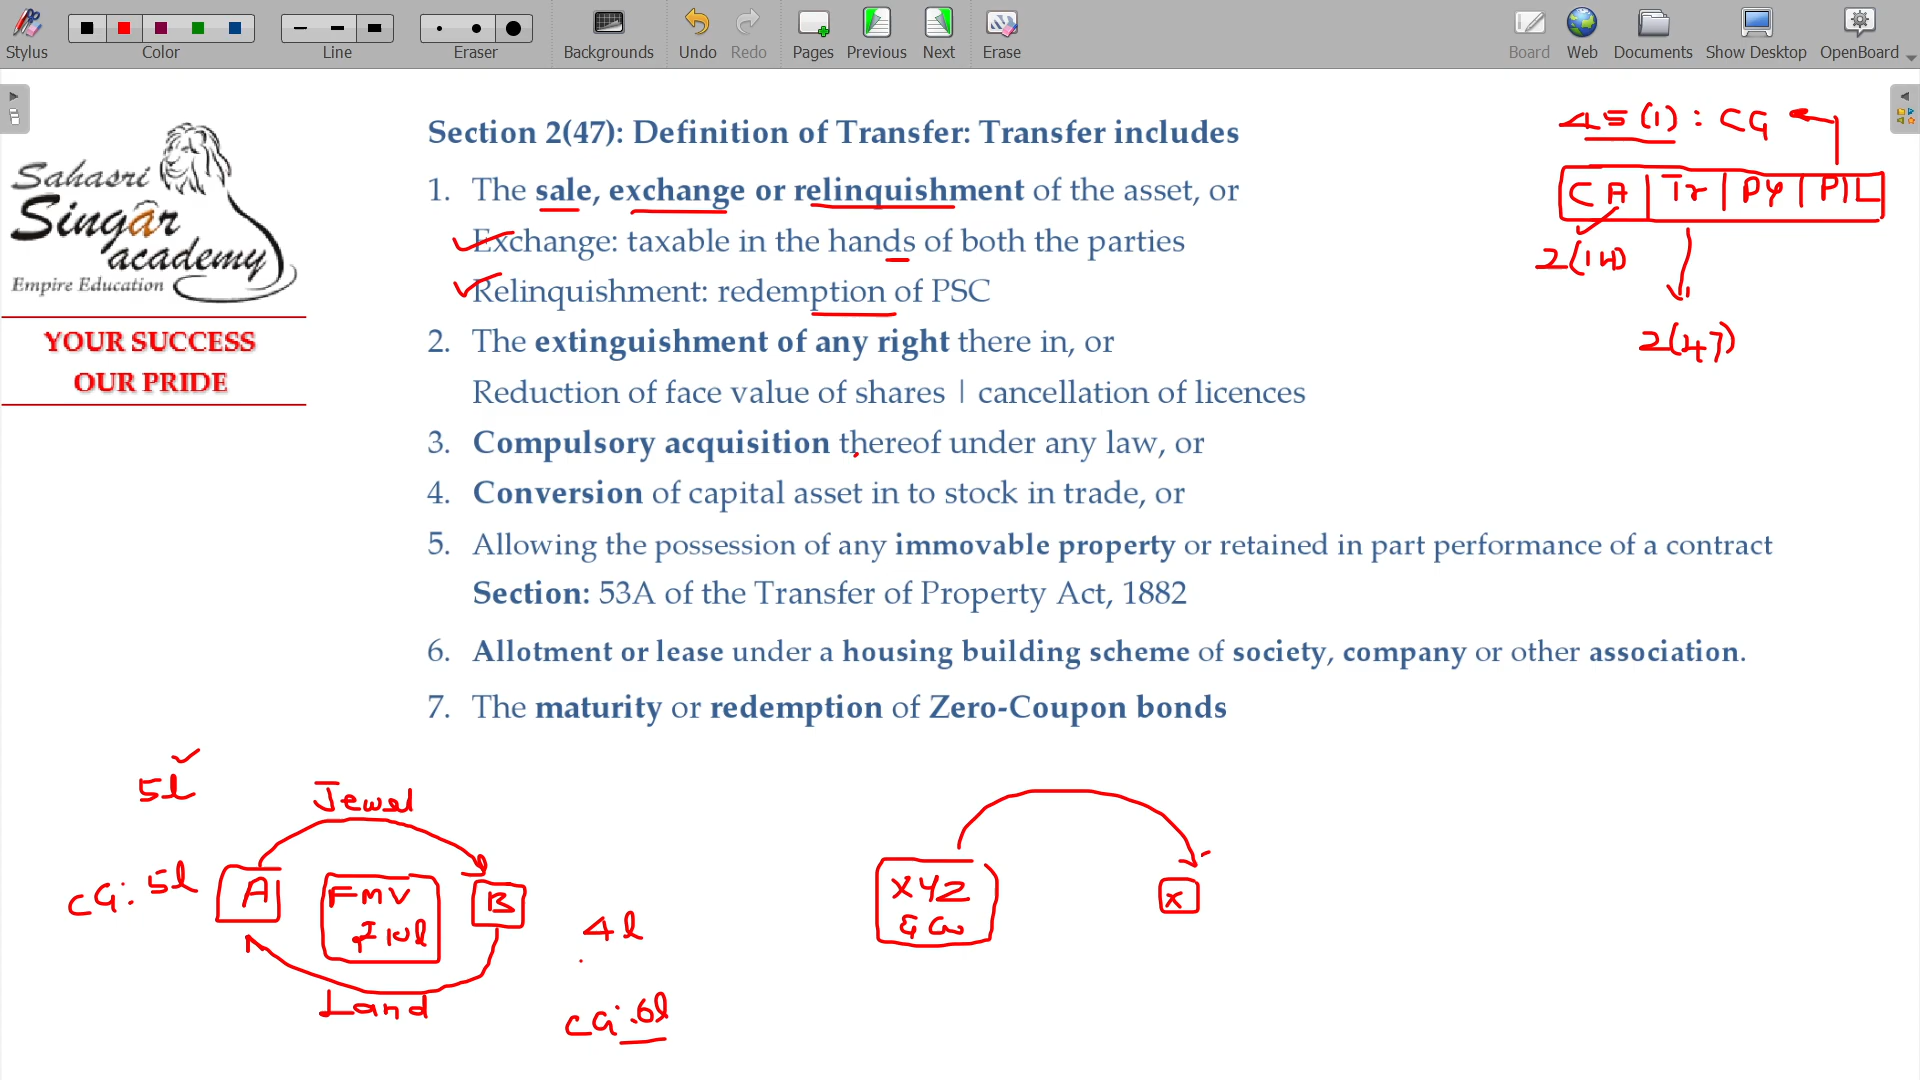 Stylus
Color
Line
Eraser
Backgrounds
Undo
Redo
Pages
Previous
Next
Erase
Board
Web
Documents
Show Desktop
OpenBoard
Sahasri
Singar
academy
Empire Education
YOUR SUCCESS
OUR PRIDE
Section 2(47): Definition of Transfer: Transfer includes
1. The sale, exchange or relinquishment of the asset, or
Exchange: taxable in the hands of both the parties
Relinquishment: redemption of PSC
2. The extinguishment of any right there in, or
Reduction of face value of shares | cancellation of licences
3. Compulsory acquisition thereof under any law, or
4. Conversion of capital asset in to stock in trade, or
5. Allowing the possession of any immovable property or retained in part performance of a contract
Section: 53A of the Transfer of Property Act, 1882
6. Allotment or lease under a housing building scheme of society, company or other association.
7. The maturity or redemption of Zero-Coupon bonds
45(1): CG
CA | Tr | PY | P/L
2(14)
2(47)
5l
Jewel
CG: 5l
A
FMV
₹10l
B
4l
Land
CG: 6l
XYZ
& Co
X